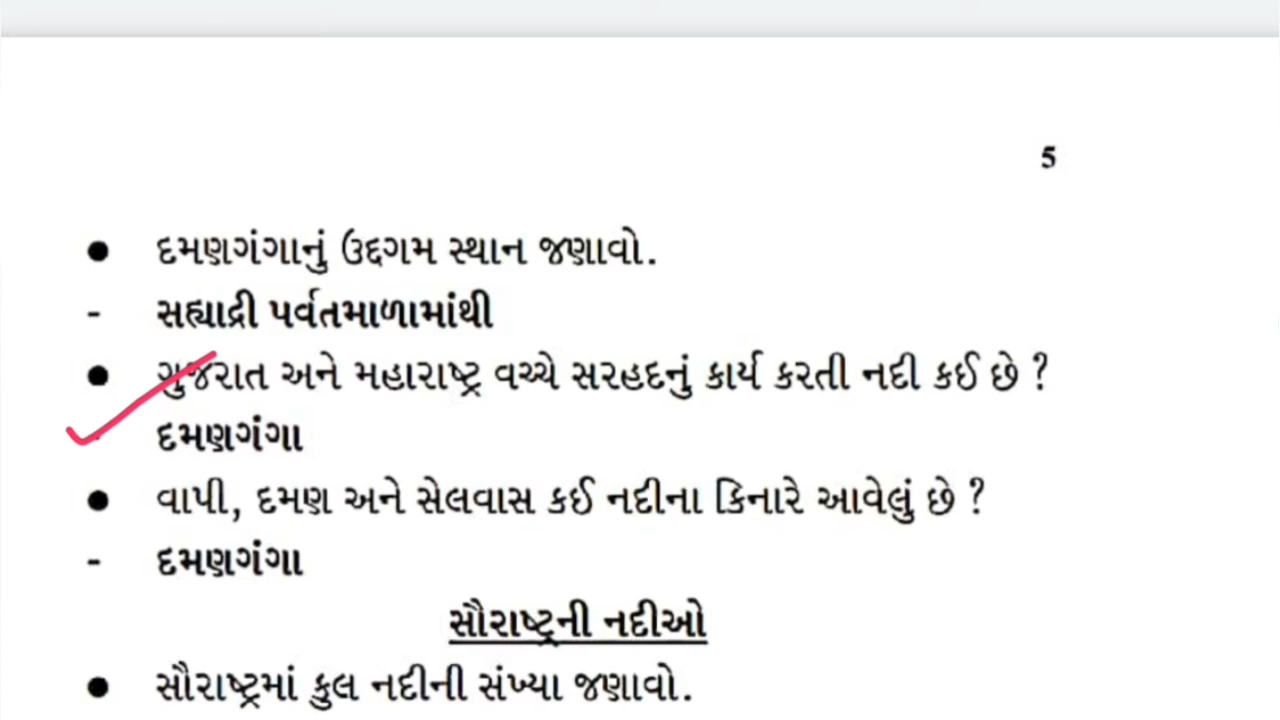 5
● દમણગંગાનું ઉદ્દગમ સ્થાન જણાવો.
- સહ્યાદ્રી પર્વતમાળામાંથી
● ગુજરાત અને મહારાષ્ટ્ર વચ્ચે સરહદનું કાર્ય કરતી નદી કઈ છે ?
- દમણગંગા
● વાપી, દમણ અને સેલવાસ કઈ નદીના કિનારે આવેલું છે ?
- દમણગંગા
સૌરાષ્ટ્રની નદીઓ
● સૌરાષ્ટ્રમાં કુલ નદીની સંખ્યા જણાવો.